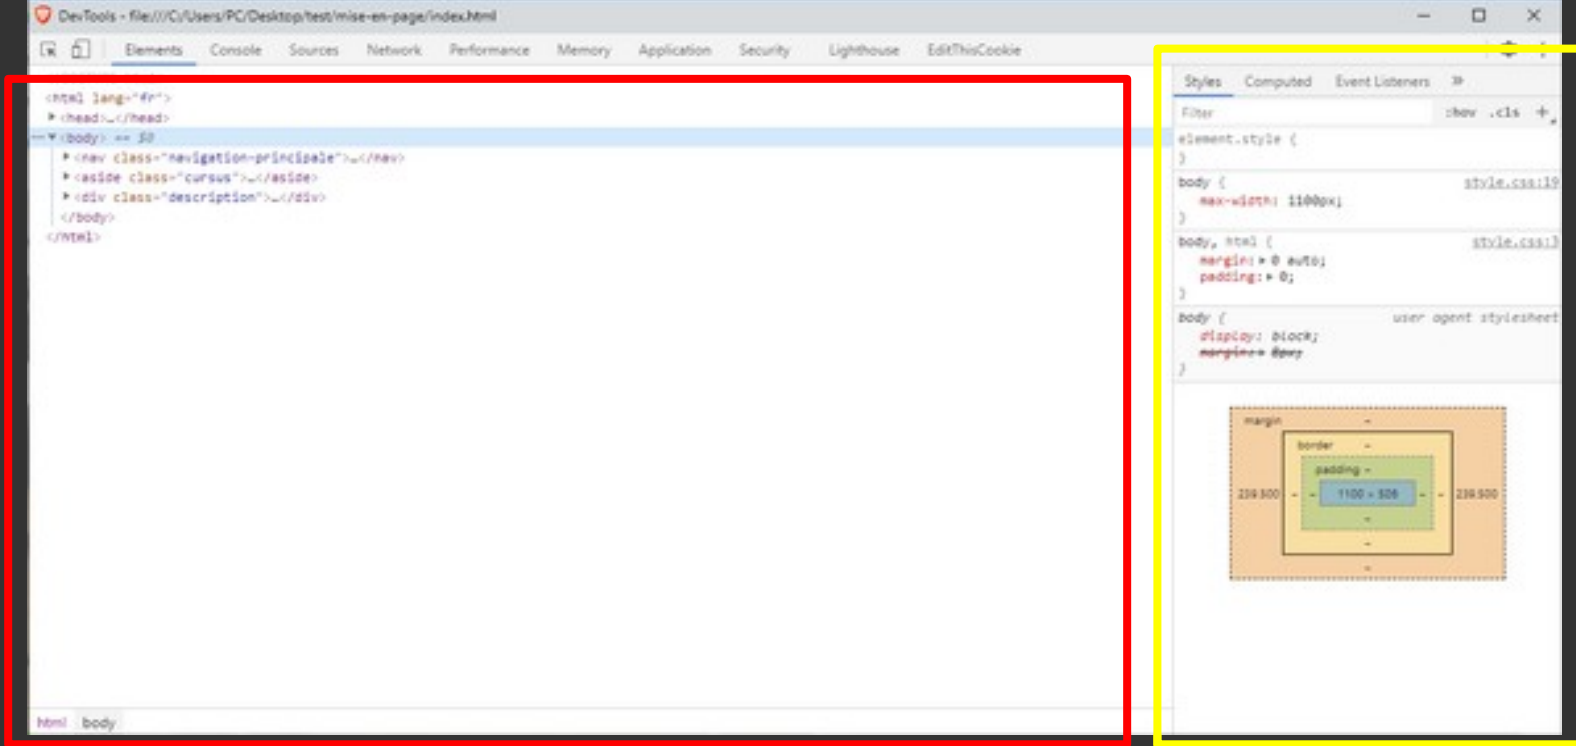 DevTools - file:///C:/Users/PC/Desktop/test/mise-en-page/index.html
Elements Console Sources Network Performance Memory Application Security Lighthouse EditThisCookie
<html lang="fr">
▶<head>…</head>
…▼<body> == $0
▶<nav class="navigation-principale">…</nav>
▶<aside class="cursus">…</aside>
▶<div class="description">…</div>
</body>
</html>
html body
Styles Computed Event Listeners »
Filter :hov .cls +
element.style {
}
body { style.css:19
max-width: 1100px;
}
body, html { style.css:3
margin:▶ 0 auto;
padding:▶ 0;
}
body { user agent stylesheet
display: block;
margin:▶ 8px;
}
margin -
border -
padding -
239.500 - - 1100 × 506 - - 239.500
-
-
-